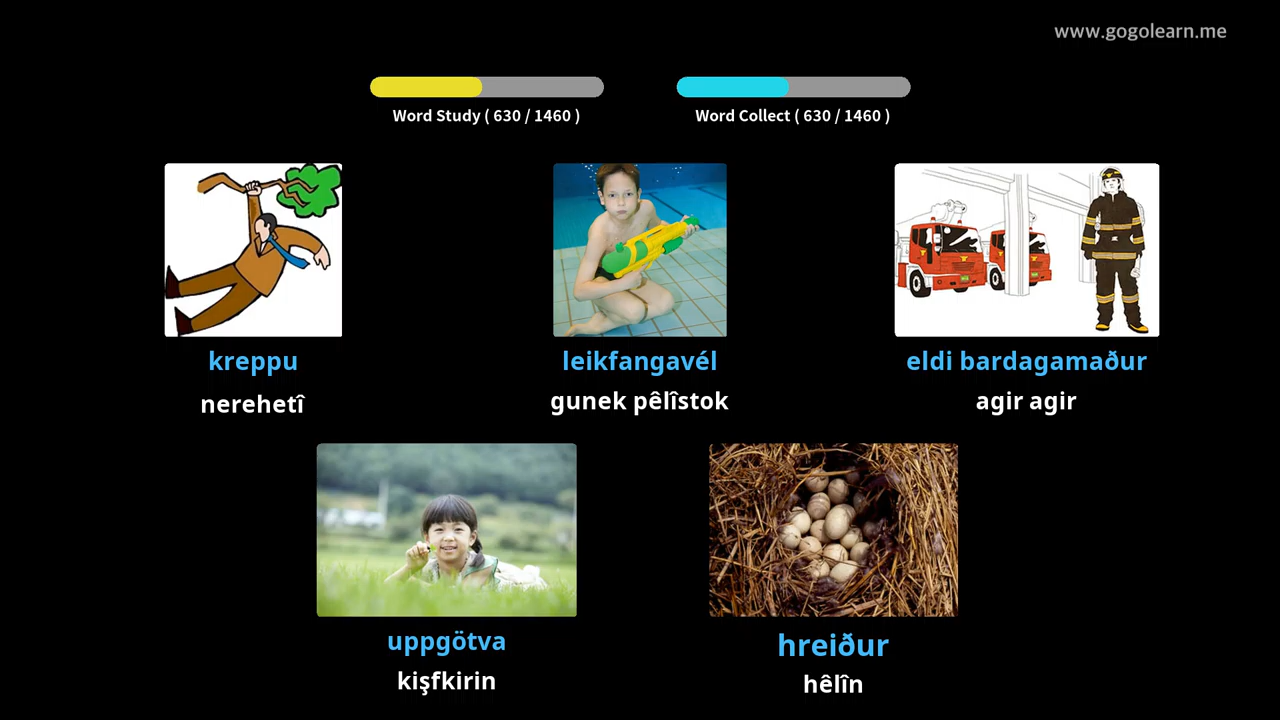 www.gogolearn.me
Word Study ( 630 / 1460 )
Word Collect ( 630 / 1460 )
kreppu
nerehetî
leikfangavél
gunek pêlîstok
eldi bardagamaður
agir agir
uppgötva
kişfkirin
hreiður
hêlîn